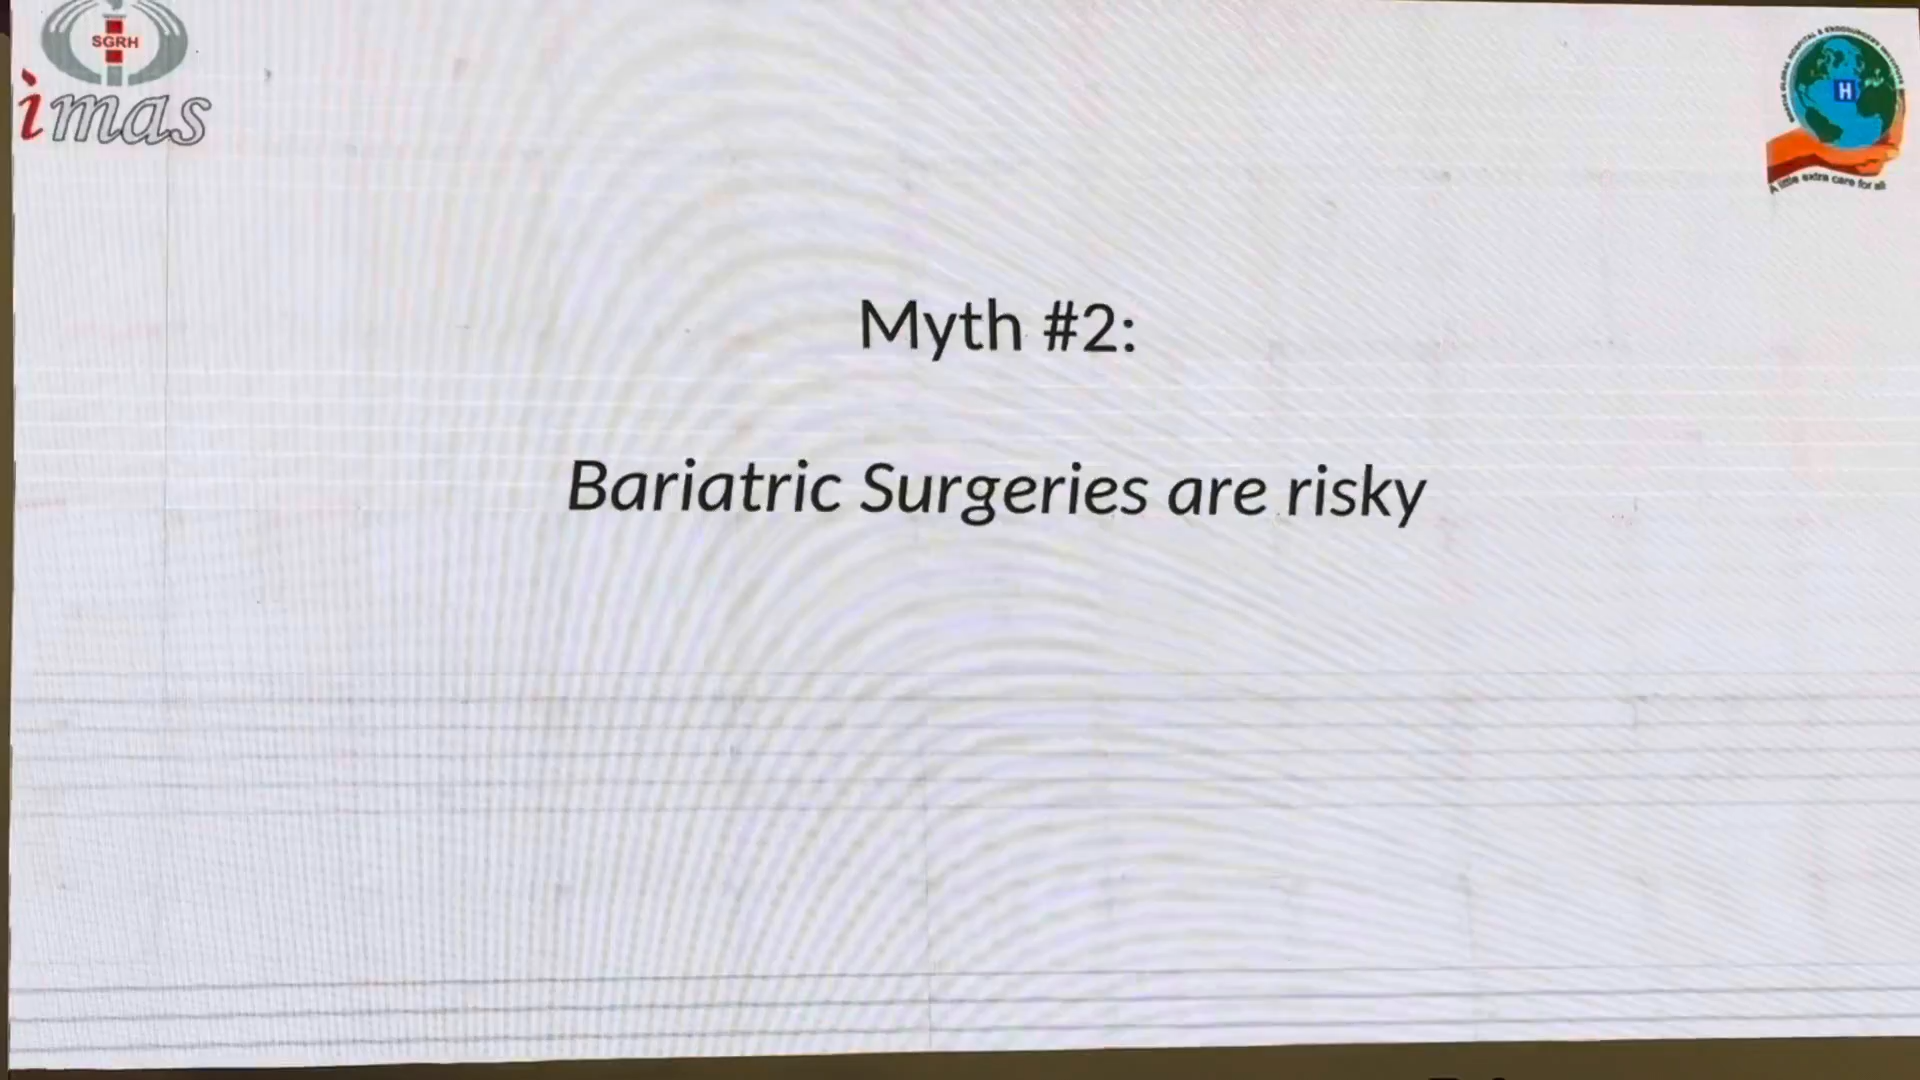 SGRH
imas
H
A little extra care for all
Myth #2:
Bariatric Surgeries are risky